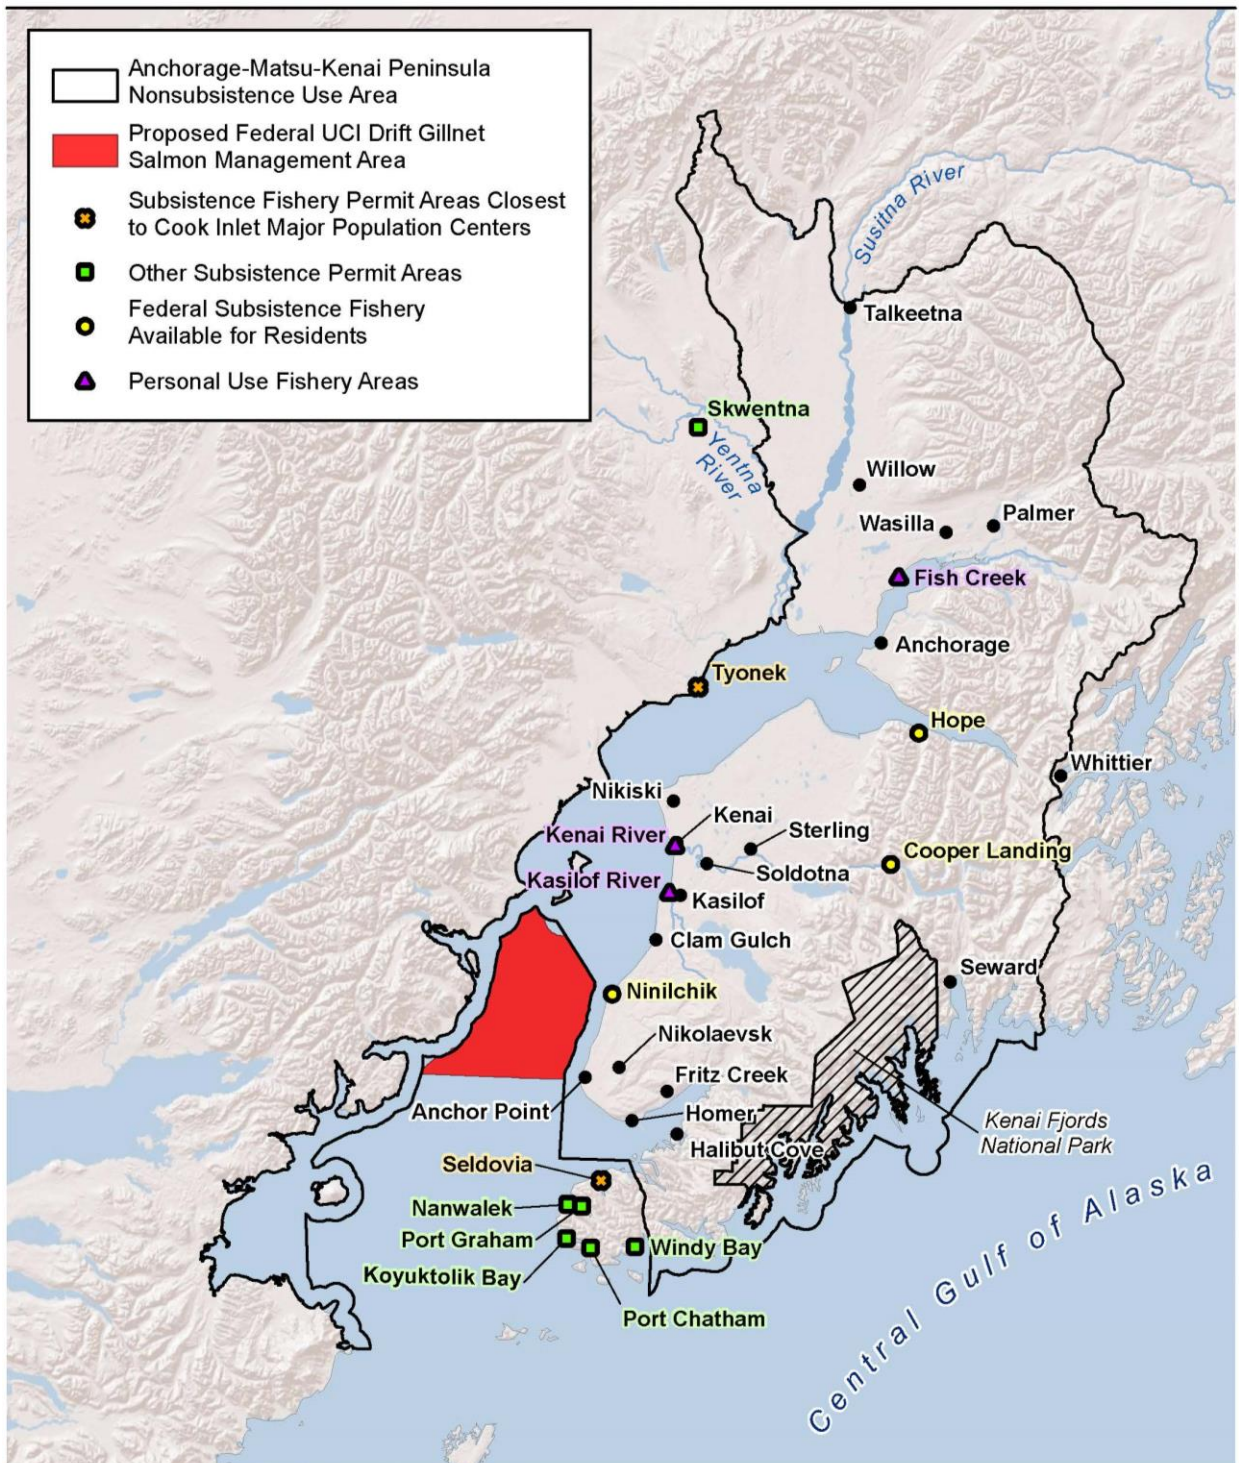 Anchorage-Matsu-Kenai Peninsula
Nonsubsistence Use Area
Proposed Federal UCI Drift Gillnet
Salmon Management Area
Subsistence Fishery Permit Areas Closest
to Cook Inlet Major Population Centers
Other Subsistence Permit Areas
Federal Subsistence Fishery
Available for Residents
Personal Use Fishery Areas
Susitna River
Talkeetna
Skwentna
Yentna
River
Willow
Wasilla
Palmer
Fish Creek
Anchorage
Tyonek
Hope
Whittier
Nikiski
Kenai
Kenai River
Sterling
Cooper Landing
Soldotna
Kasilof River
Kasilof
Clam Gulch
Seward
Ninilchik
Nikolaevsk
Fritz Creek
Anchor Point
Homer
Kenai Fjords
National Park
Halibut Cove
Seldovia
Nanwalek
Port Graham
Windy Bay
Koyuktolik Bay
Port Chatham
Central Gulf of Alaska